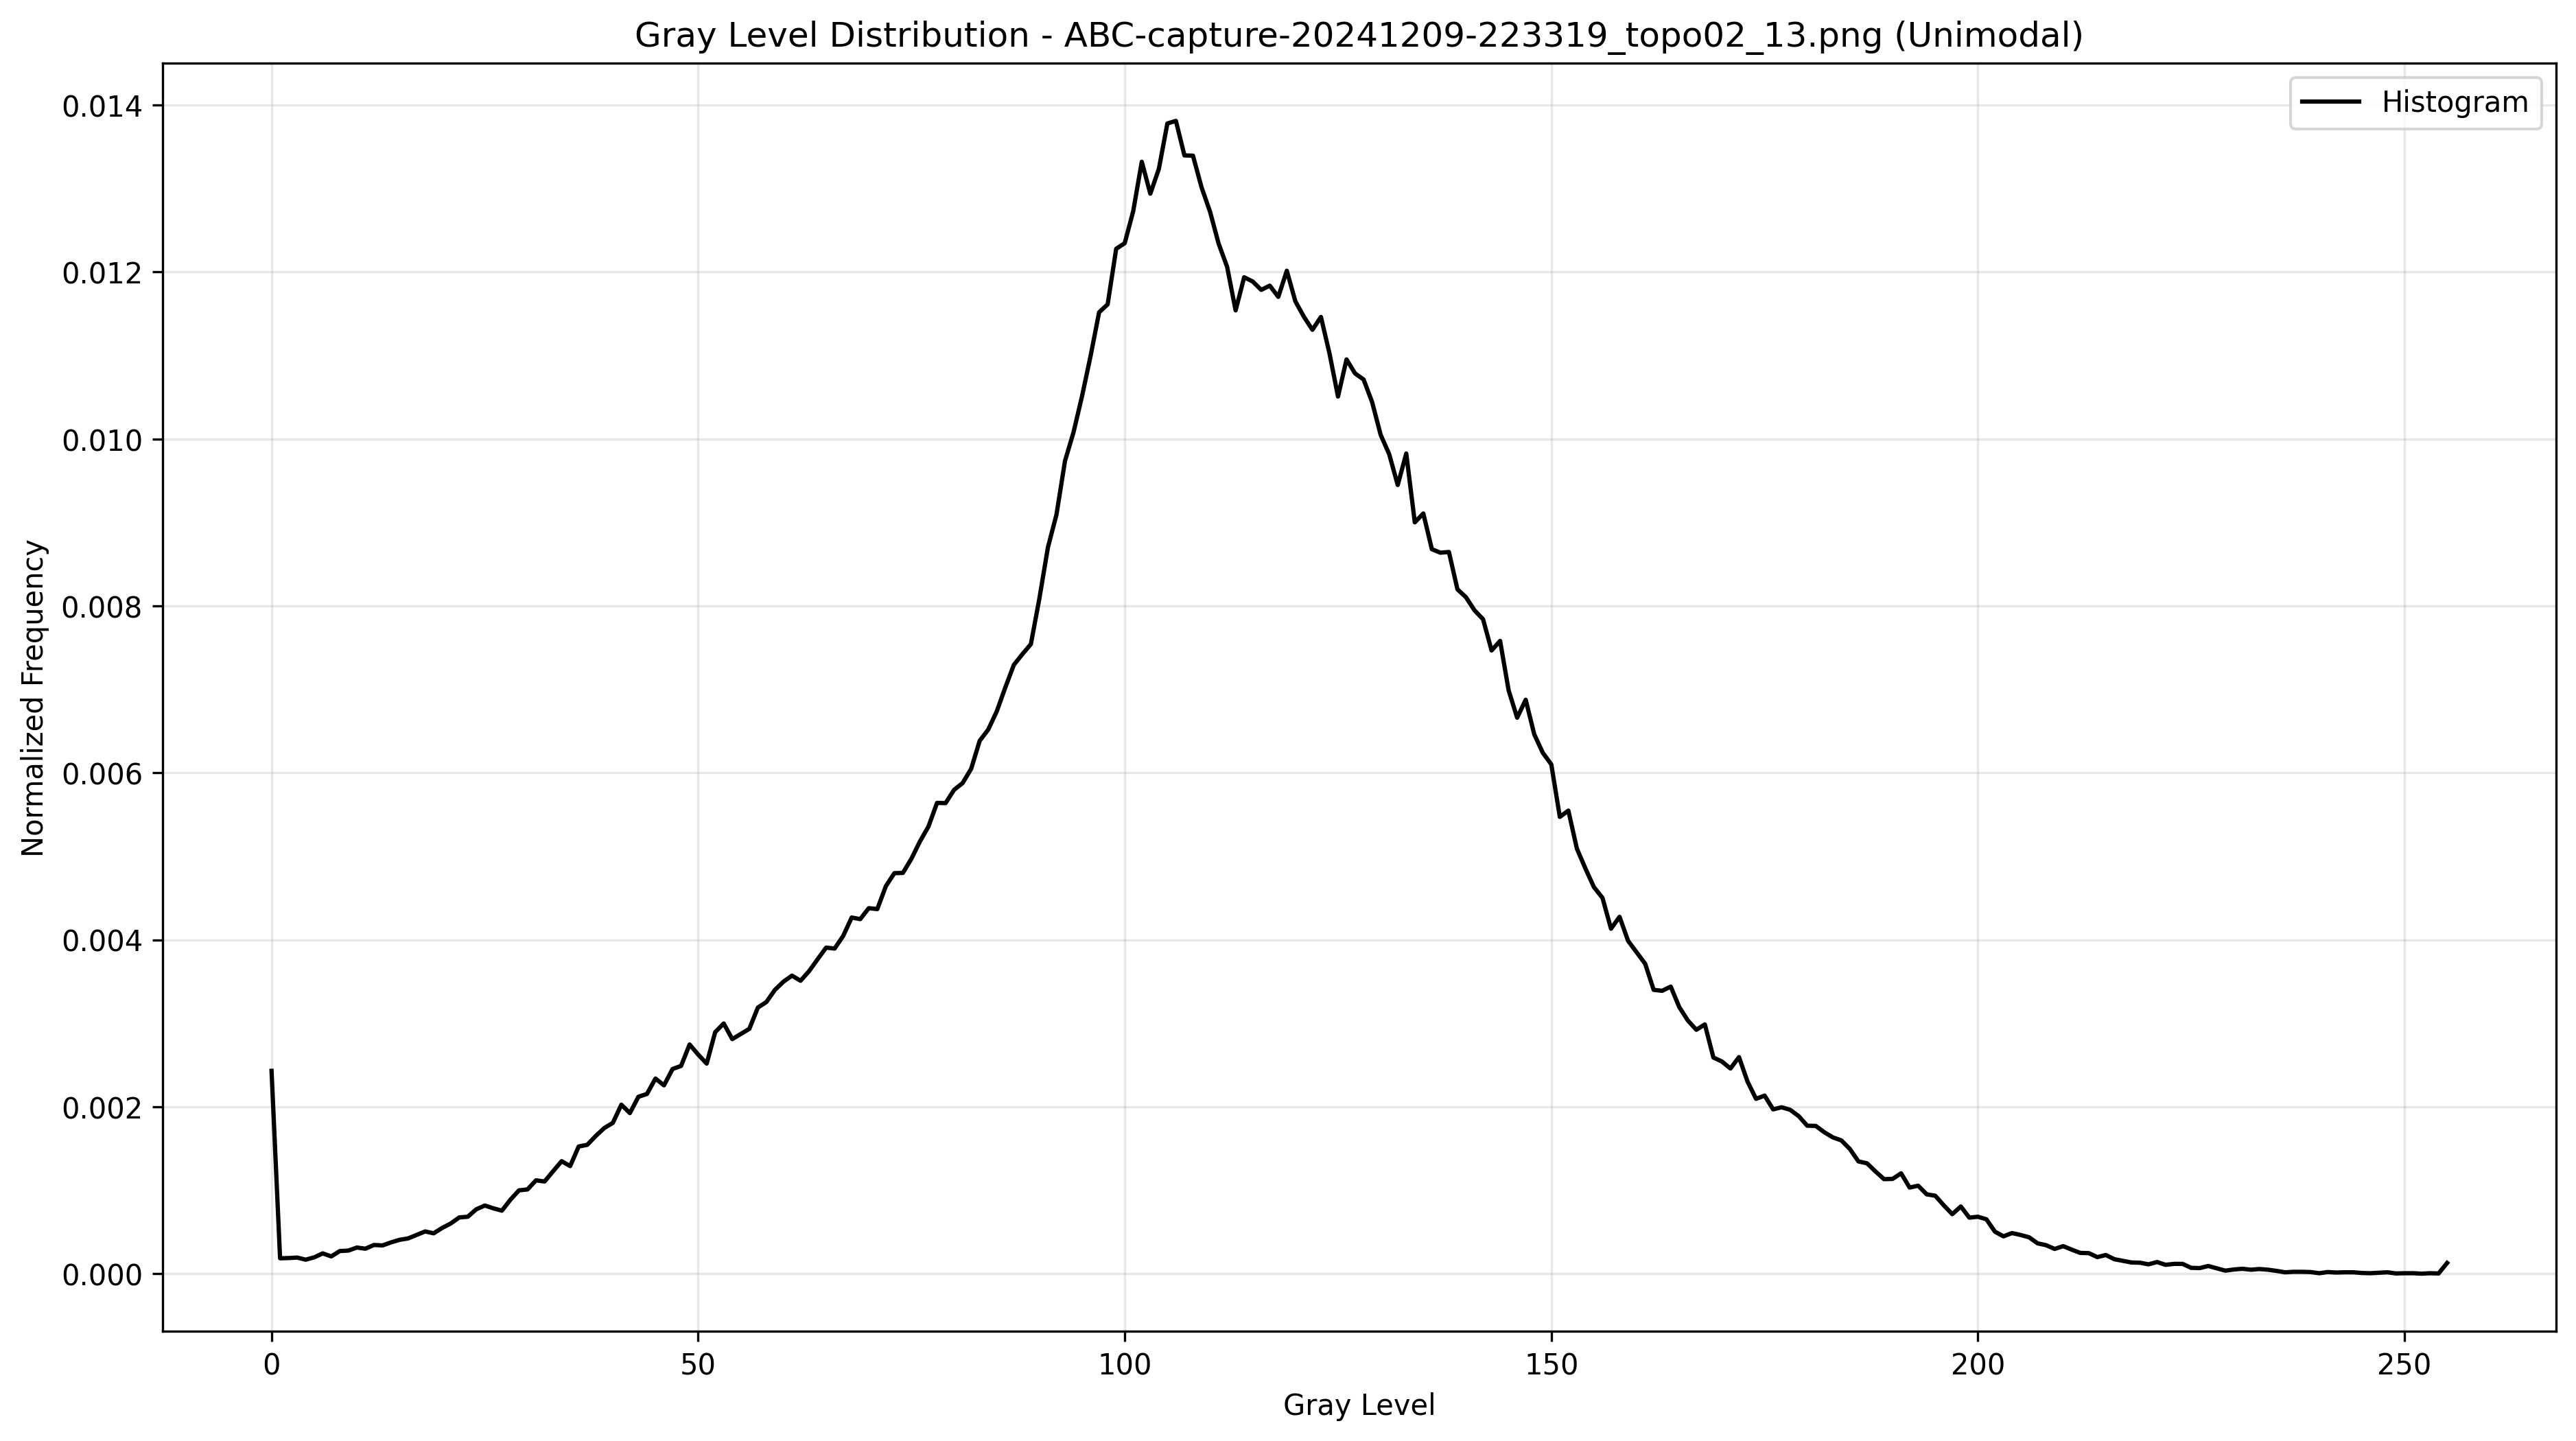 Gray Level Distribution - ABC-capture-20241209-223319_topo02_13.png (Unimodal)
Histogram
0.014
0.012
0.010
0.008
0.006
0.004
0.002
0.000
Normalized Frequency
0 50 100 150 200 250
Gray Level